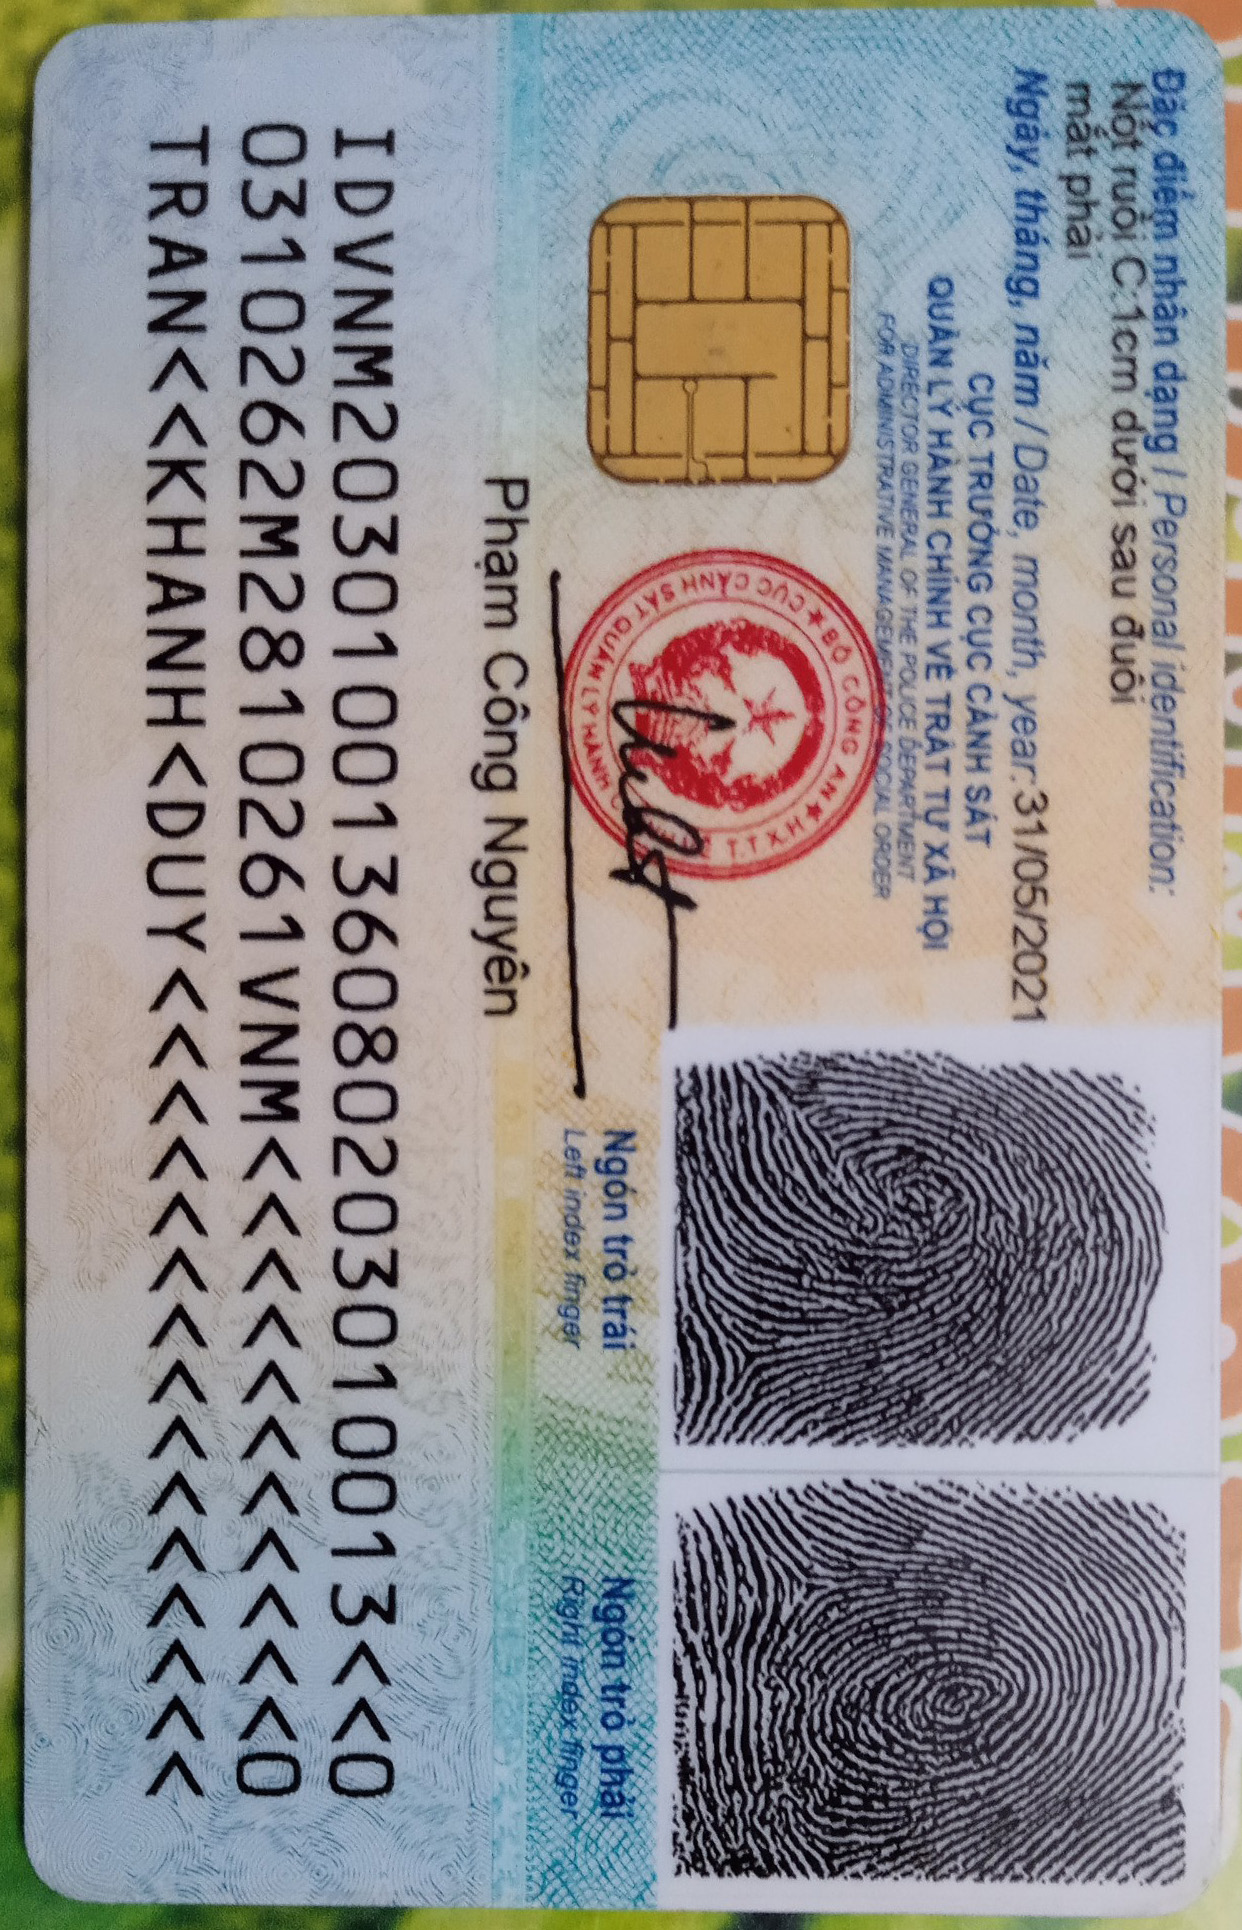 Đặc điểm nhân dạng / Personal identification:
Nốt ruồi C:1cm dưới sau đuôi
mắt phải
Ngày, tháng, năm / Date, month, year: 31/05/2021
CỤC TRƯỞNG CỤC CẢNH SÁT
QUẢN LÝ HÀNH CHÍNH VỀ TRẬT TỰ XÃ HỘI
DIRECTOR GENERAL OF THE POLICE DEPARTMENT
FOR ADMINISTRATIVE MANAGEMENT OF SOCIAL ORDER
BỘ CÔNG AN
CỤC CẢNH SÁT QUẢN LÝ HÀNH T.T.X.H
Phạm Công Nguyên
Ngón trỏ trái
Left index finger
Ngón trỏ phải
Right index finger
IDVNM2030100136080203010013<<0
0310262M2810261VNM<<<<<<<<<<<0
TRAN<<KHANH<DUY<<<<<<<<<<<<<<<